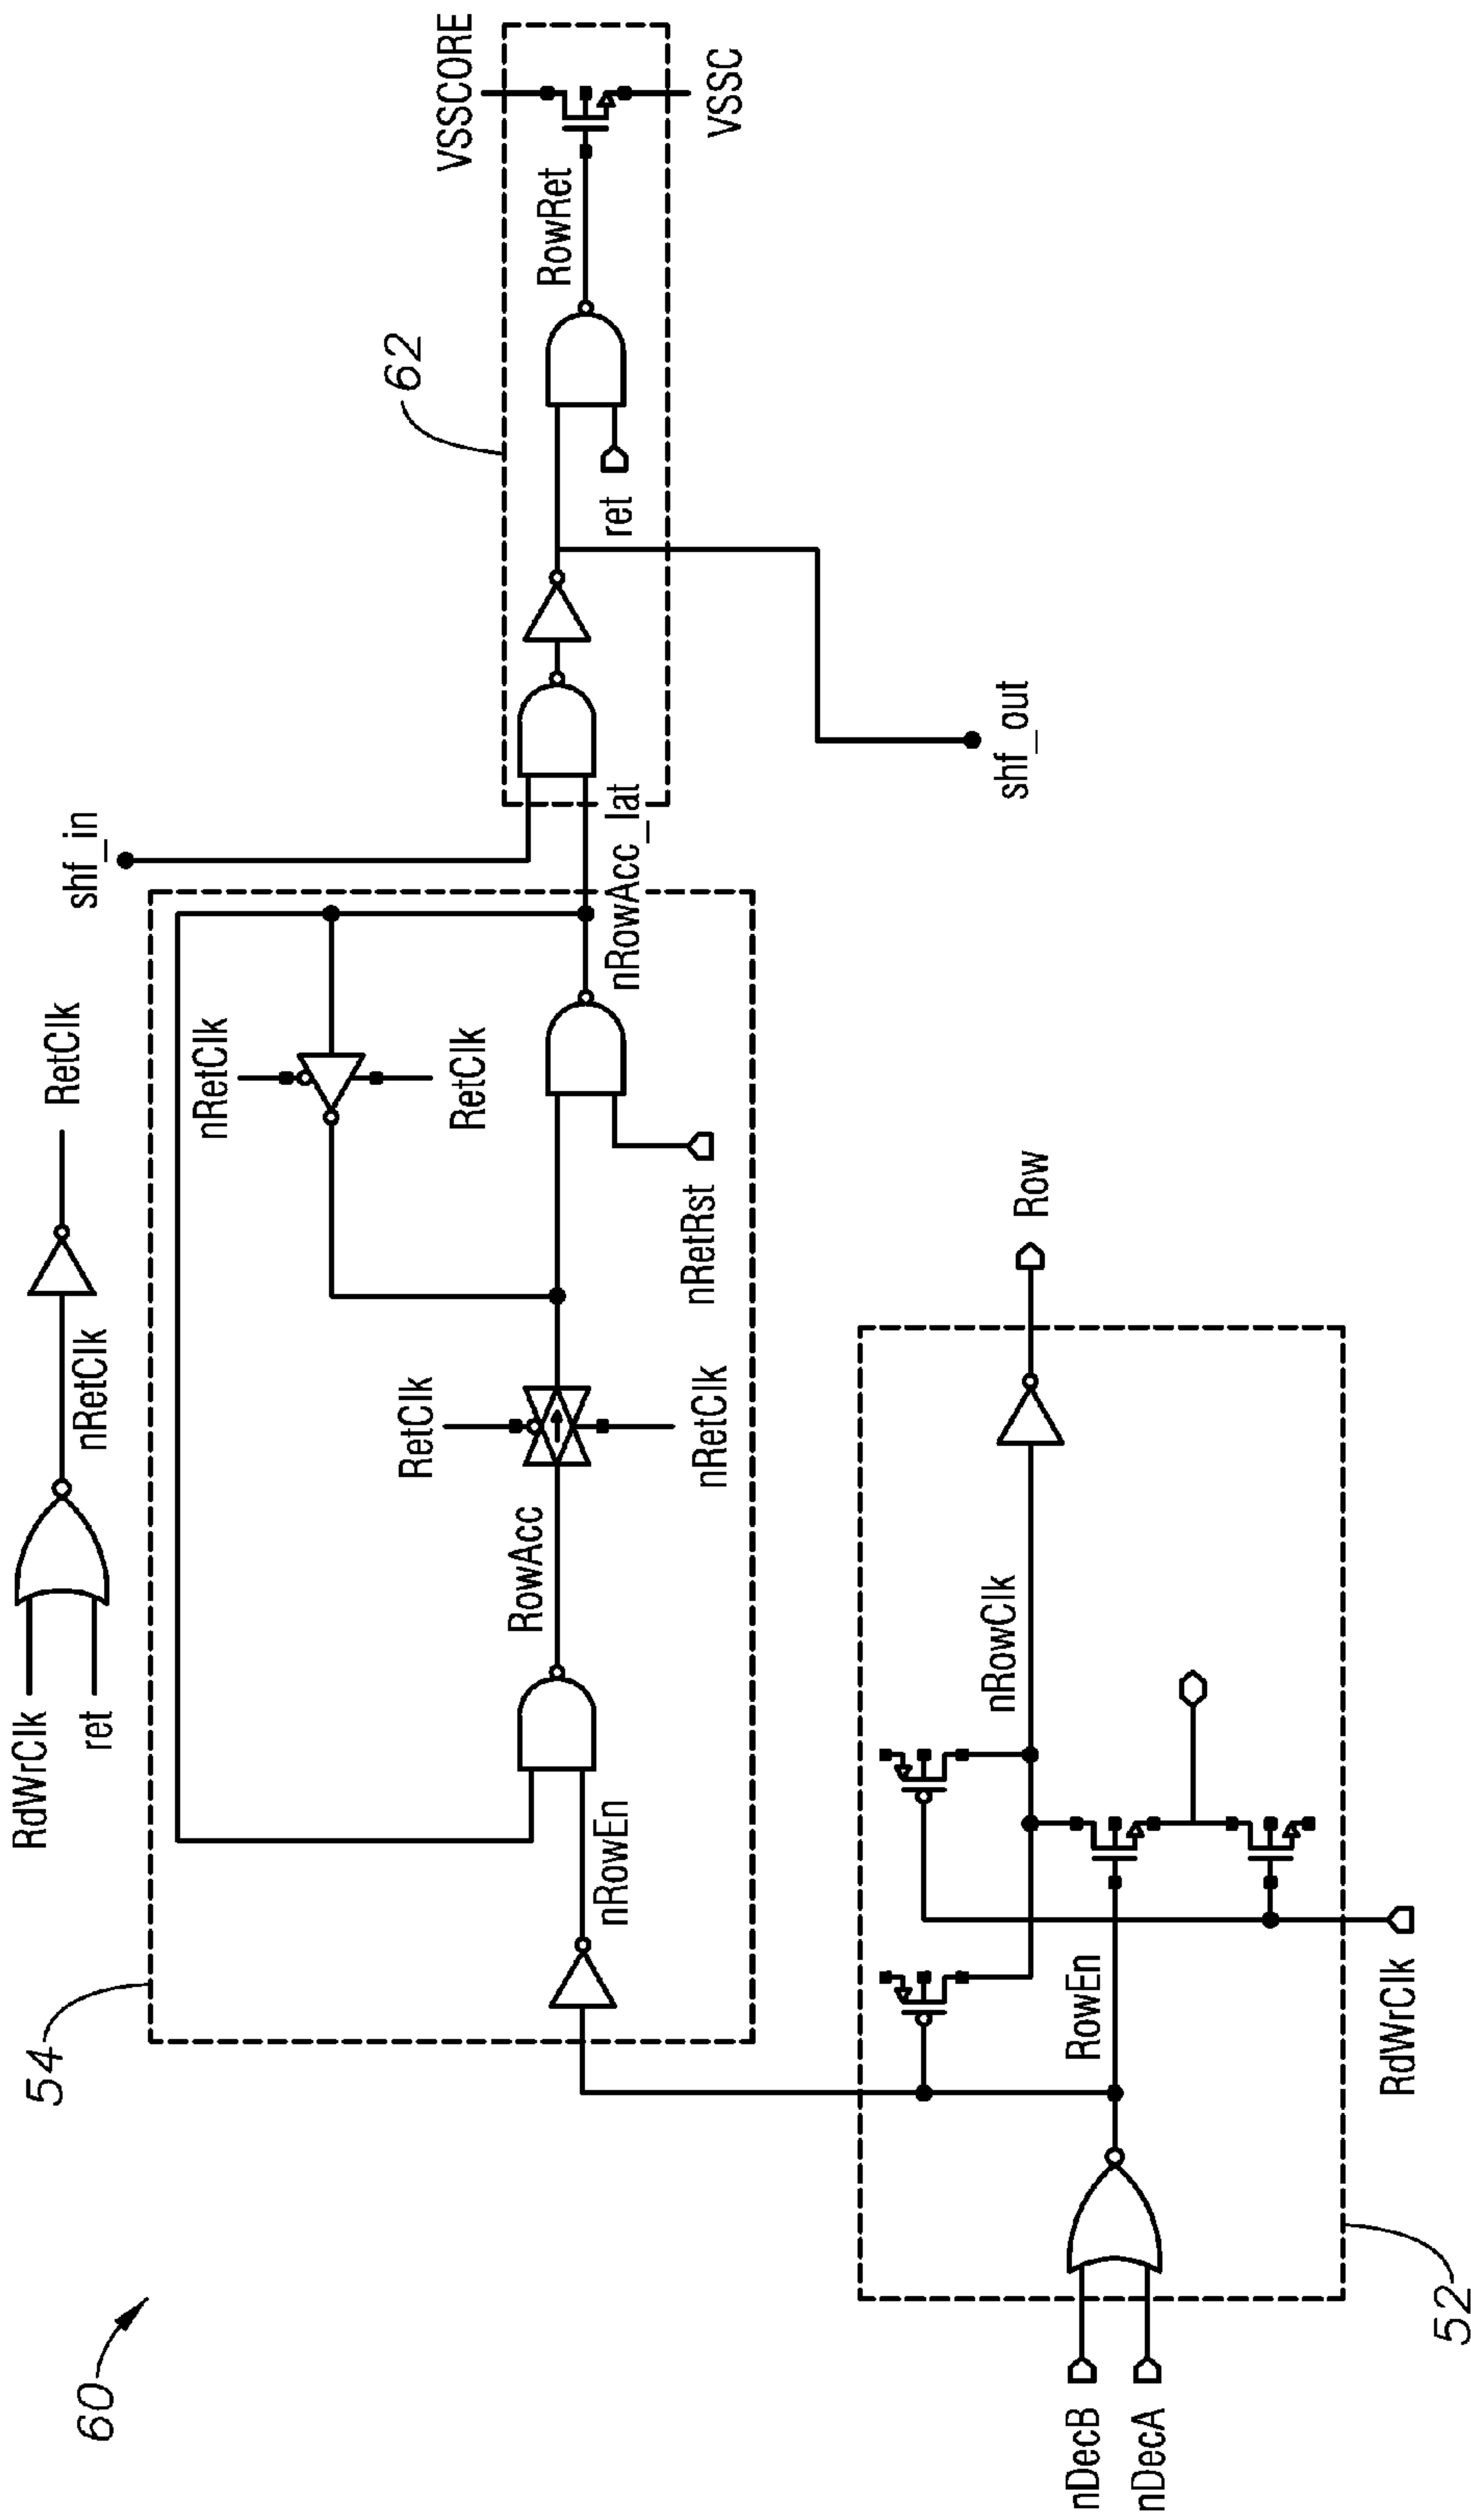 60
54
RdWrClk
ret
nRetClk
RetClk
shf_in
nRowEn
RowAcc
RetClk
nRetClk
nRetClk
RetClk
nRetRst
nRowAcc_lat
62
ret
RowRet
VSSCORE
VSSC
shf_out
nDecB
nDecA
RowEn
RdWrClk
nRowClk
Row
52